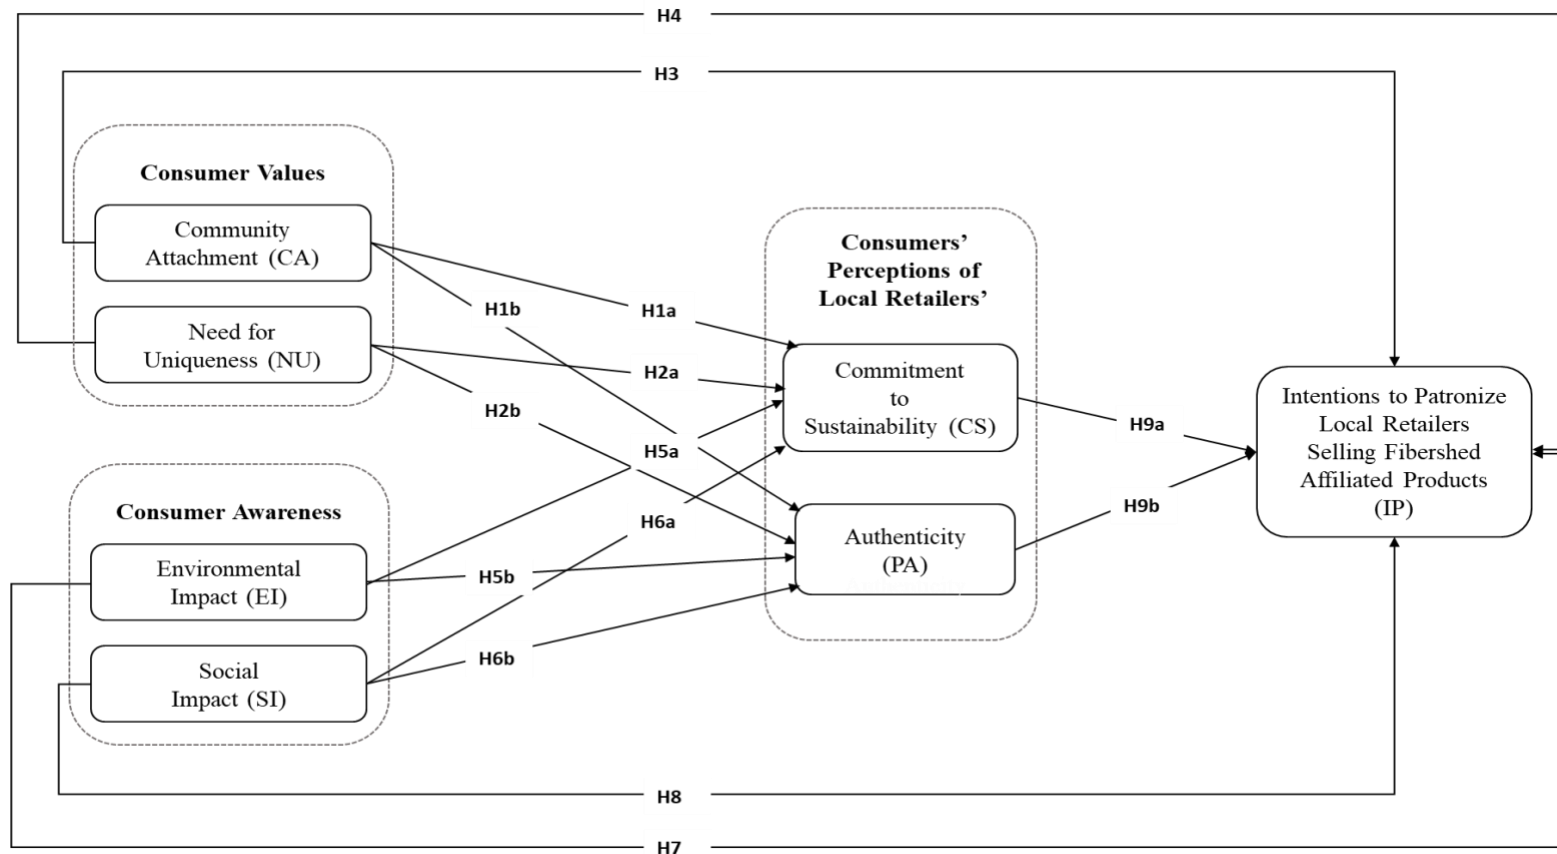 H4
H3
Consumer Values
Community
Attachment (CA)
Need for
Uniqueness (NU)
H1b
H1a
H2a
H2b
Consumers’
Perceptions of
Local Retailers’
Commitment
to
Sustainability (CS)
Authenticity
(PA)
H9a
H9b
Intentions to Patronize
Local Retailers
Selling Fibershed
Affiliated Products
(IP)
Consumer Awareness
Environmental
Impact (EI)
Social
Impact (SI)
H5a
H6a
H5b
H6b
H8
H7